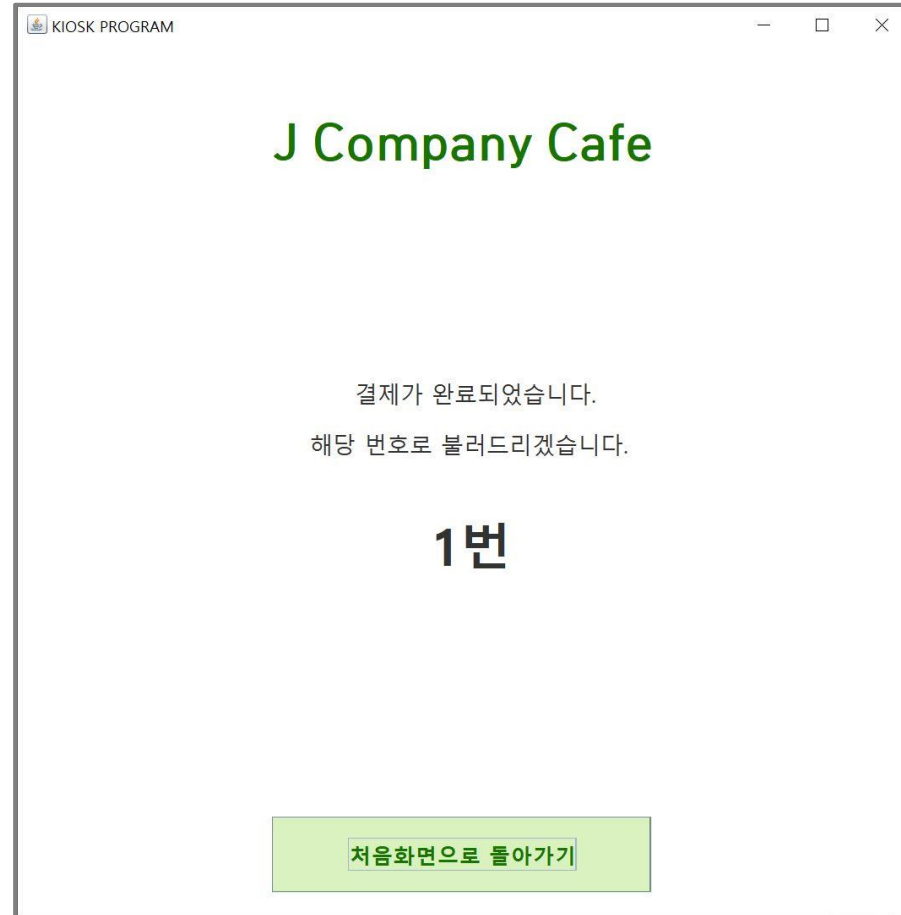 KIOSK PROGRAM
J Company Cafe
결제가 완료되었습니다.
해당 번호로 불러드리겠습니다.
1번
처음화면으로 돌아가기